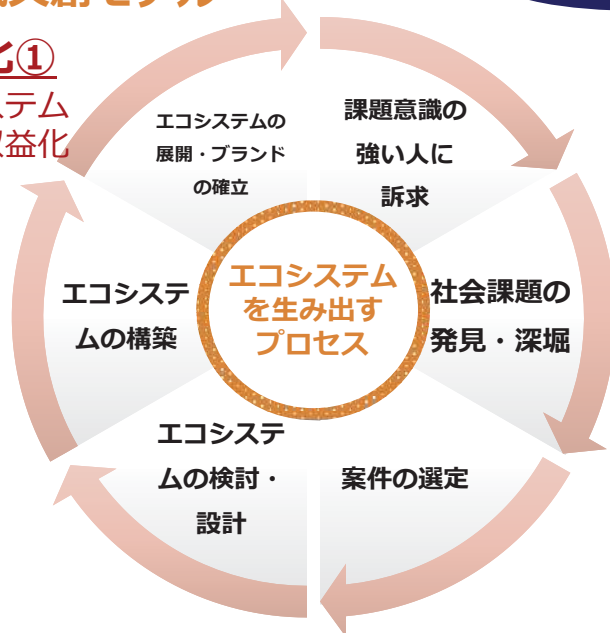 化①
ステム
収益化
エコシステムの
展開・ブランド
の確立
課題意識の
強い人に
訴求
エコシステム
を生み出す
プロセス
エコシステ
ムの構築
社会課題の
発見・深堀
エコシステ
ムの検討・
設計
案件の選定